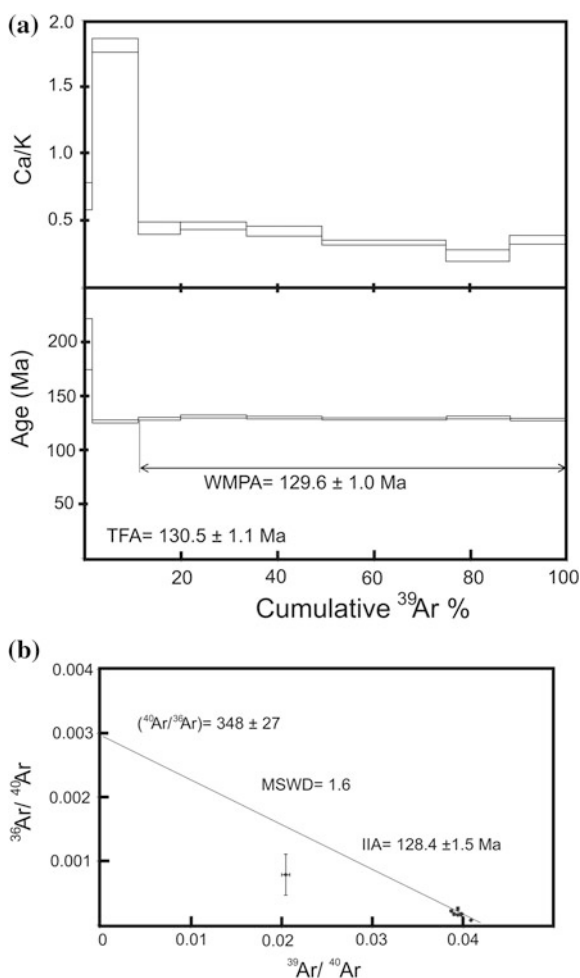 (a)
2.0
1.5
1.0
0.5
Ca/K
200
150
100
50
Age (Ma)
WMPA= 129.6 ± 1.0 Ma
TFA= 130.5 ± 1.1 Ma
20 40 60 80 100
Cumulative ³⁹Ar %
(b)
0.004
0.003
0.002
0.001
³⁶Ar/ ⁴⁰Ar
(⁴⁰Ar/³⁶Ar)= 348 ± 27
MSWD= 1.6
IIA= 128.4 ±1.5 Ma
0 0.01 0.02 0.03 0.04
³⁹Ar/ ⁴⁰Ar